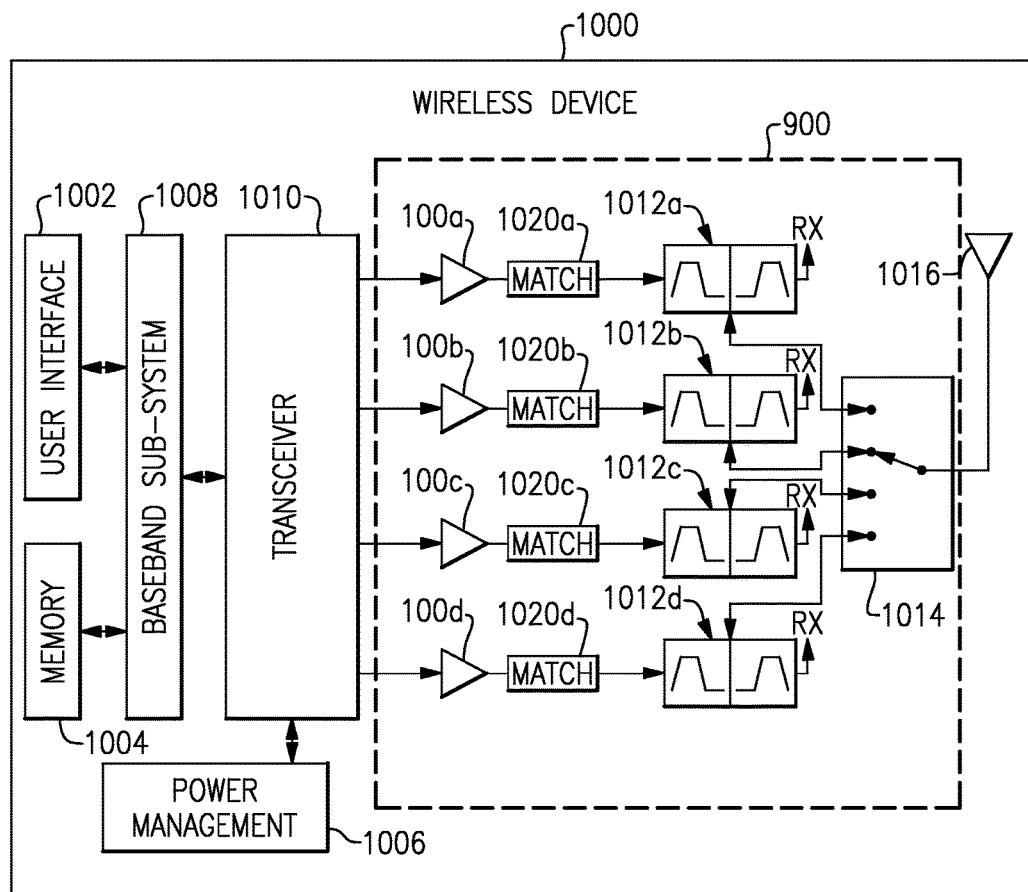 1000
WIRELESS DEVICE
900
1002
1008
1010
100a
1020a
1012a
RX
1016
USER INTERFACE
BASEBAND SUB-SYSTEM
TRANSCEIVER
MATCH
100b
1020b
1012b
RX
MATCH
100c
1020c
1012c
RX
MATCH
MEMORY
100d
1020d
1012d
RX
1014
MATCH
1004
POWER
MANAGEMENT
1006